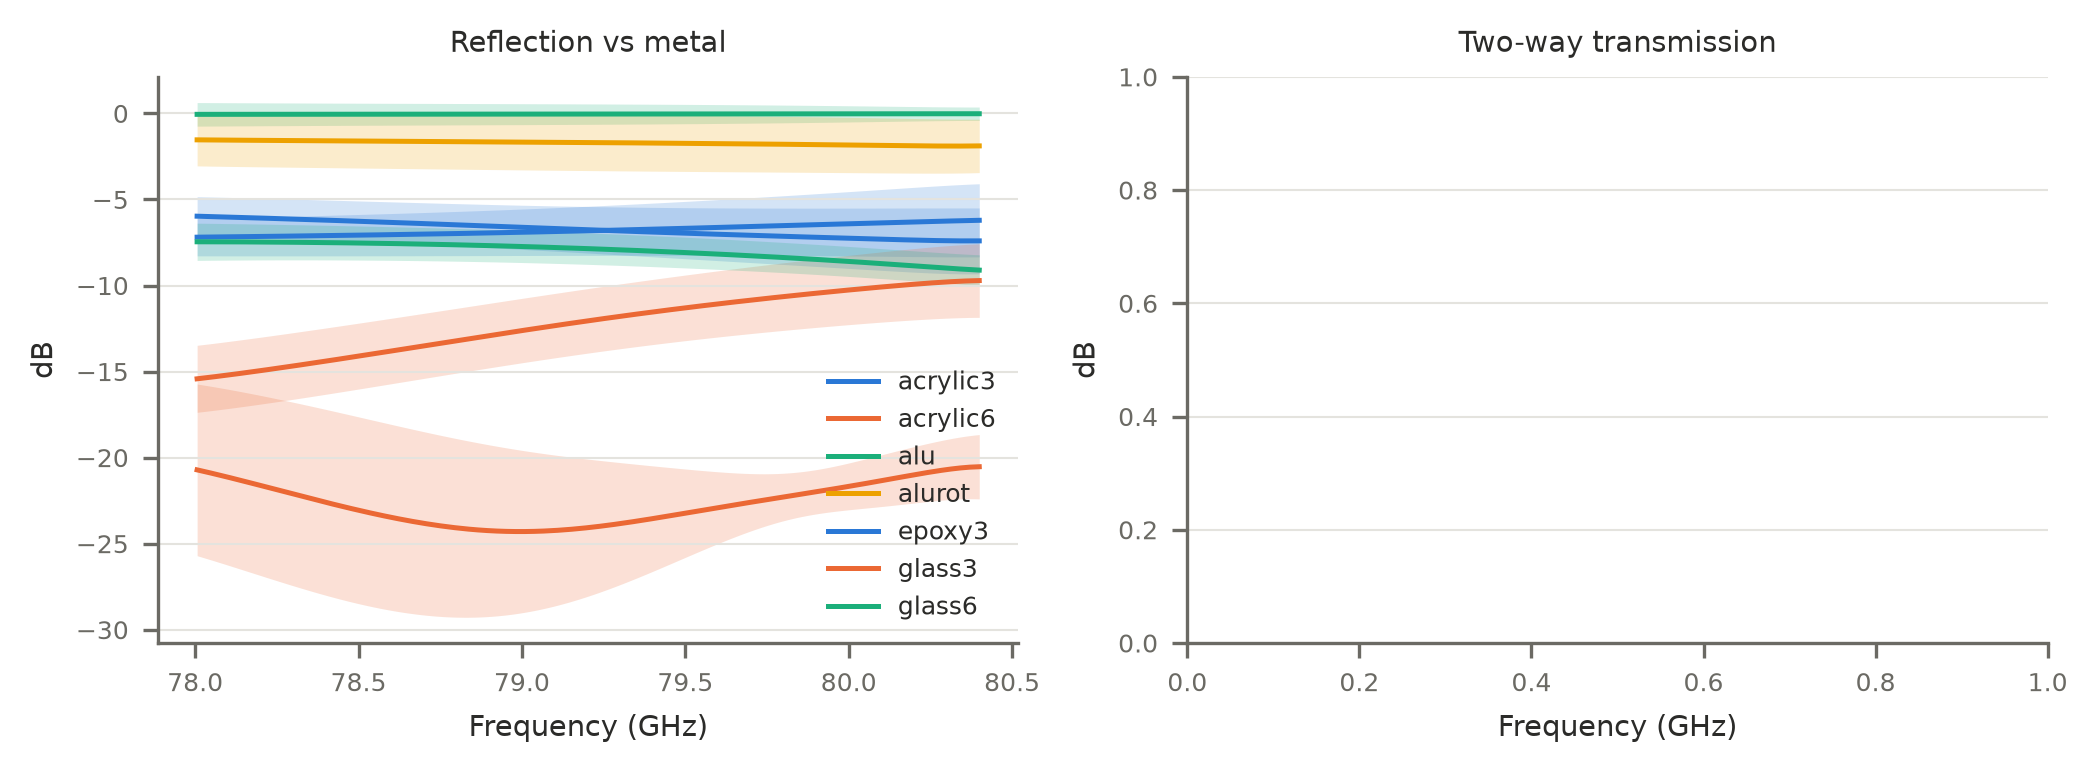 Reflection vs metal
0
−5
−10
−15
−20
−25
−30
dB
78.0 78.5 79.0 79.5 80.0 80.5
Frequency (GHz)
acrylic3
acrylic6
alu
alurot
epoxy3
glass3
glass6
Two-way transmission
1.0
0.8
0.6
0.4
0.2
0.0
dB
0.0 0.2 0.4 0.6 0.8 1.0
Frequency (GHz)